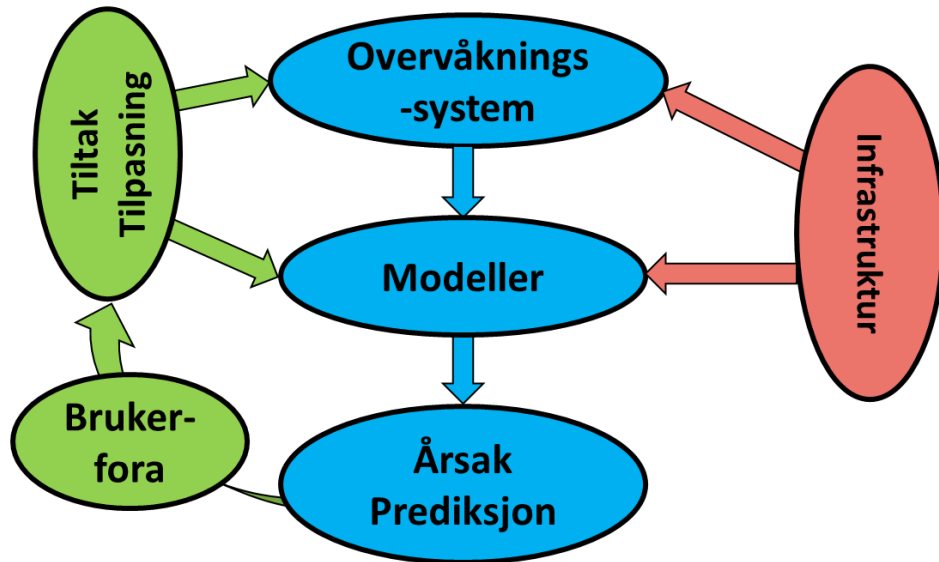 Overvåknings
-system
Tiltak
Tilpasning
Infrastruktur
Modeller
Bruker-
fora
Årsak
Prediksjon